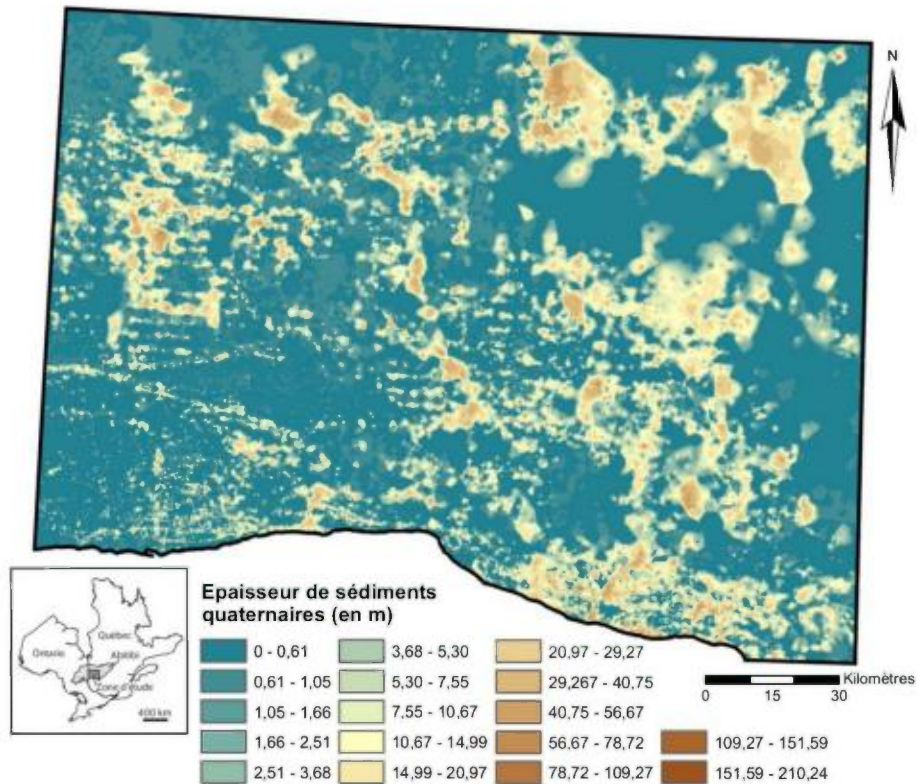 N
Epaisseur de sédiments
quaternaires (en m)
0 - 0,61
0,61 - 1,05
1,05 - 1,66
1,66 - 2,51
2,51 - 3,68
3,68 - 5,30
5,30 - 7,55
7,55 - 10,67
10,67 - 14,99
14,99 - 20,97
20,97 - 29,27
29,267 - 40,75
40,75 - 56,67
56,67 - 78,72
78,72 - 109,27
109,27 - 151,59
151,59 - 210,24
Kilomètres
0 15 30
Québec
Ontario Abitibi
Zone d'étude
400 km